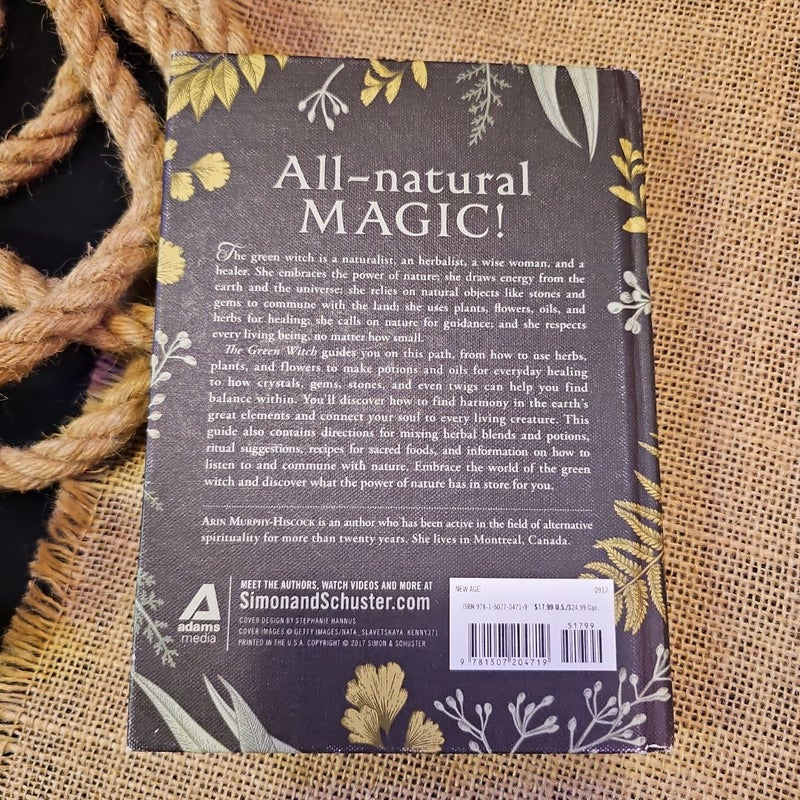 All-natural
MAGIC!
The green witch is a naturalist, an herbalist, a wise woman, and a
healer. She embraces the power of nature; she draws energy from the
earth and the universe; she relies on natural objects like stones and
gems to commune with the land; she uses plants, flowers, oils, and
herbs for healing; she calls on nature for guidance; and she respects
every living being, no matter how small.
The Green Witch guides you on this path, from how to use herbs,
plants, and flowers to make potions and oils for everyday healing
to how crystals, gems, stones, and even twigs can help you find
balance within. You'll discover how to find harmony in the earth's
great elements and connect your soul to every living creature. This
guide also contains directions for mixing herbal blends and potions,
ritual suggestions, recipes for sacred foods, and information on how to
listen to and commune with nature. Embrace the world of the green
witch and discover what the power of nature has in store for you.
ARIN MURPHY-HISCOCK is an author who has been active in the field of alternative
spirituality for more than twenty years. She lives in Montreal, Canada.
A
adams
media
MEET THE AUTHORS, WATCH VIDEOS AND MORE AT
SimonandSchuster.com
COVER DESIGN BY STEPHANIE HANNUS
COVER IMAGES © GETTY IMAGES/NATA_SLAVETSKAYA, KENNY371
PRINTED IN THE U.S.A. COPYRIGHT © 2017 SIMON & SCHUSTER
NEW AGE 0917
ISBN 978-1-5072-0471-9 $17.99 U.S./$24.99 Can.
51799
9 781507 204719